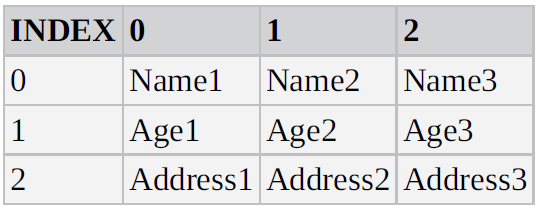 INDEX 0 1 2
0 Name1 Name2 Name3
1 Age1 Age2 Age3
2 Address1 Address2 Address3